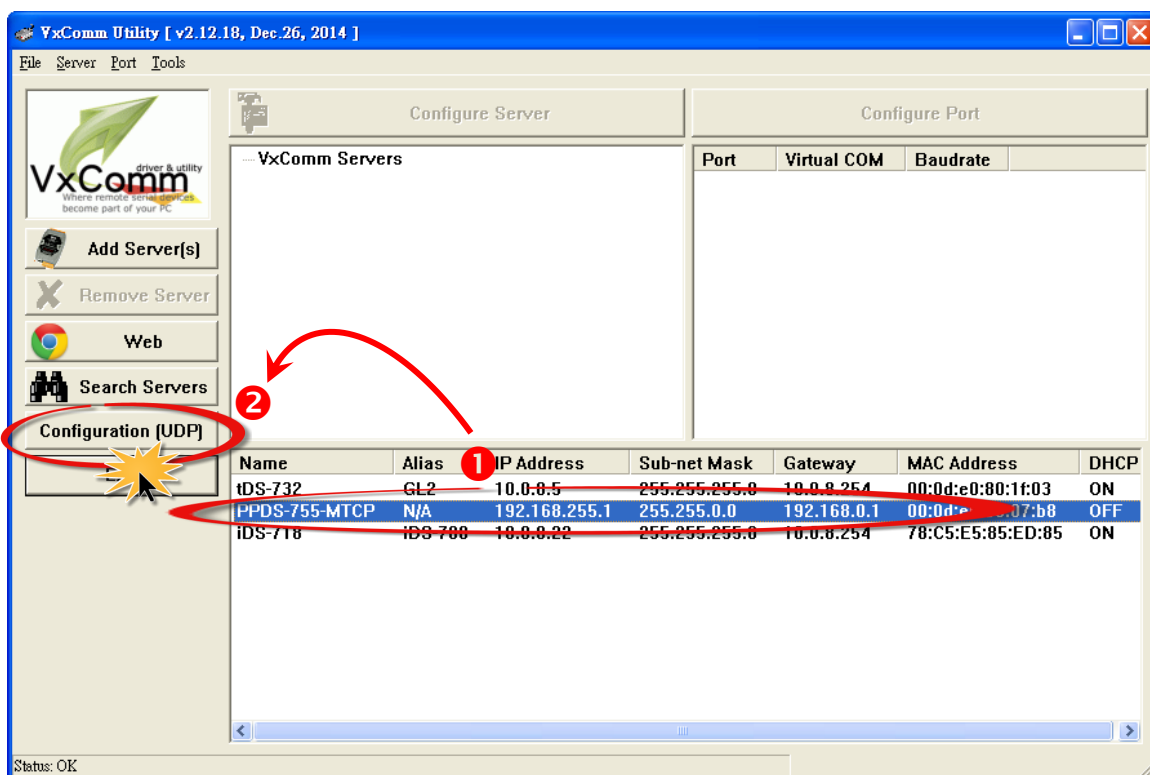 VxComm Utility [ v2.12.18, Dec.26, 2014 ]
File Server Port Tools
driver & utility
VxComm
Where remote serial devices
become part of your PC
Configure Server
Configure Port
VxComm Servers
Port Virtual COM Baudrate
Add Server(s)
Remove Server
Web
Search Servers
2
Configuration (UDP)
1
Name Alias IP Address Sub-net Mask Gateway MAC Address DHCP
tDS-732 GL2 10.0.8.5 255.255.255.0 10.0.8.254 00:0d:e0:80:1f:03 ON
PPDS-755-MTCP N/A 192.168.255.1 255.255.0.0 192.168.0.1 OFF
iDS-718 10.0.8.22 255.255.255.0 10.0.8.254 78:C5:E5:85:ED:85 ON
Status: OK